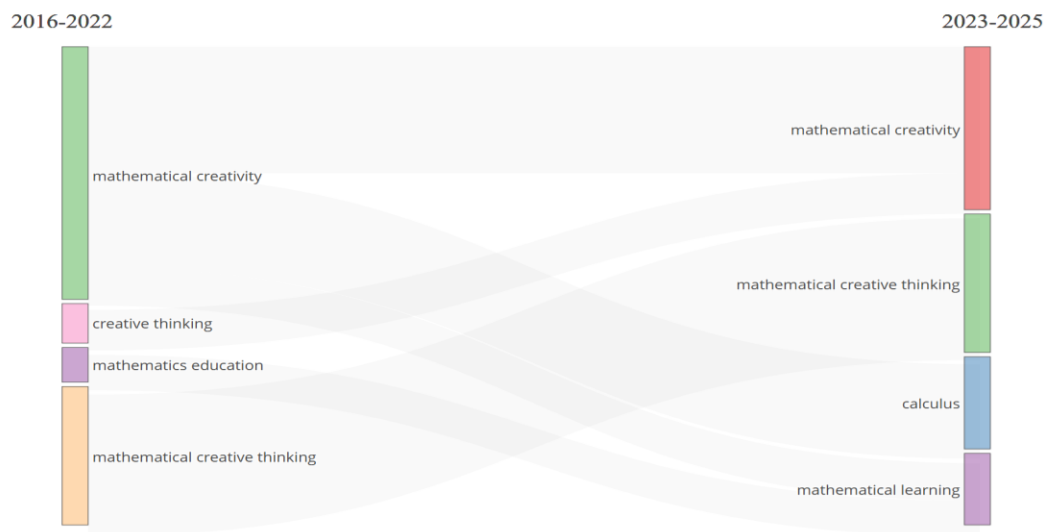 2016-2022
2023-2025
mathematical creativity
creative thinking
mathematics education
mathematical creative thinking
mathematical creativity
mathematical creative thinking
calculus
mathematical learning